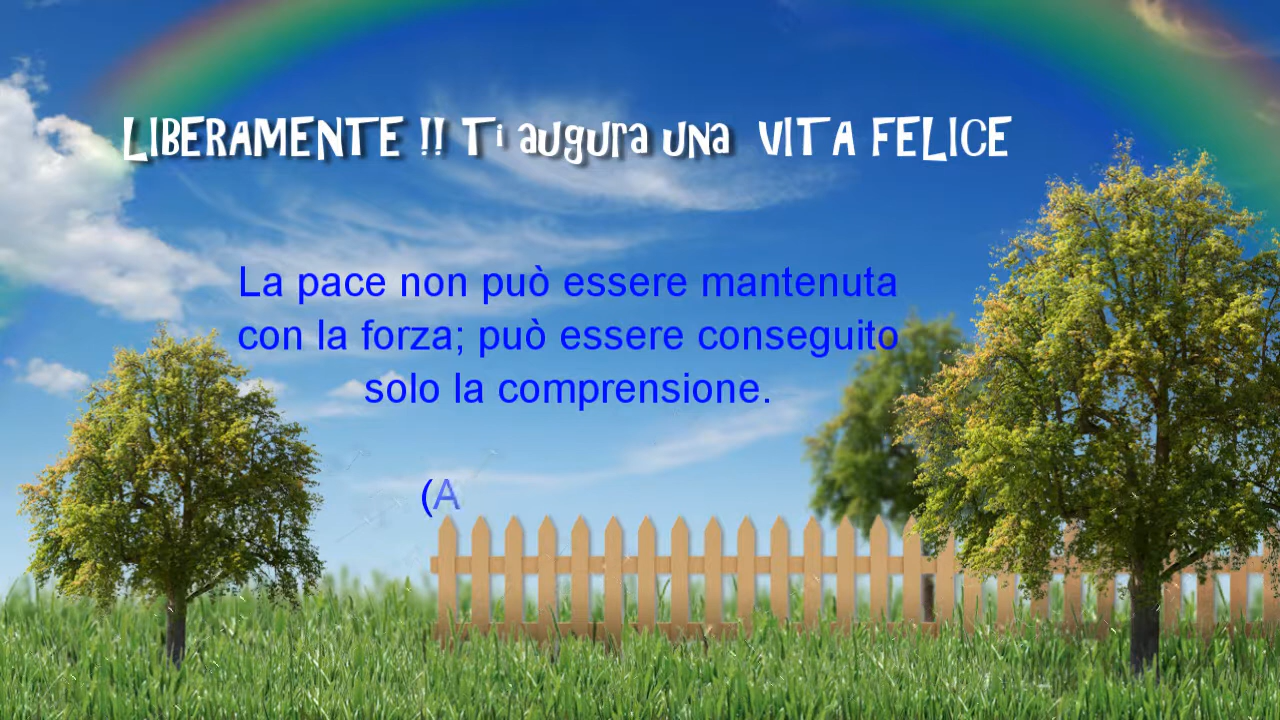 LIBERAMENTE !! Ti augura una VITA FELICE
La pace non può essere mantenuta
con la forza; può essere conseguito
solo la comprensione.
(A